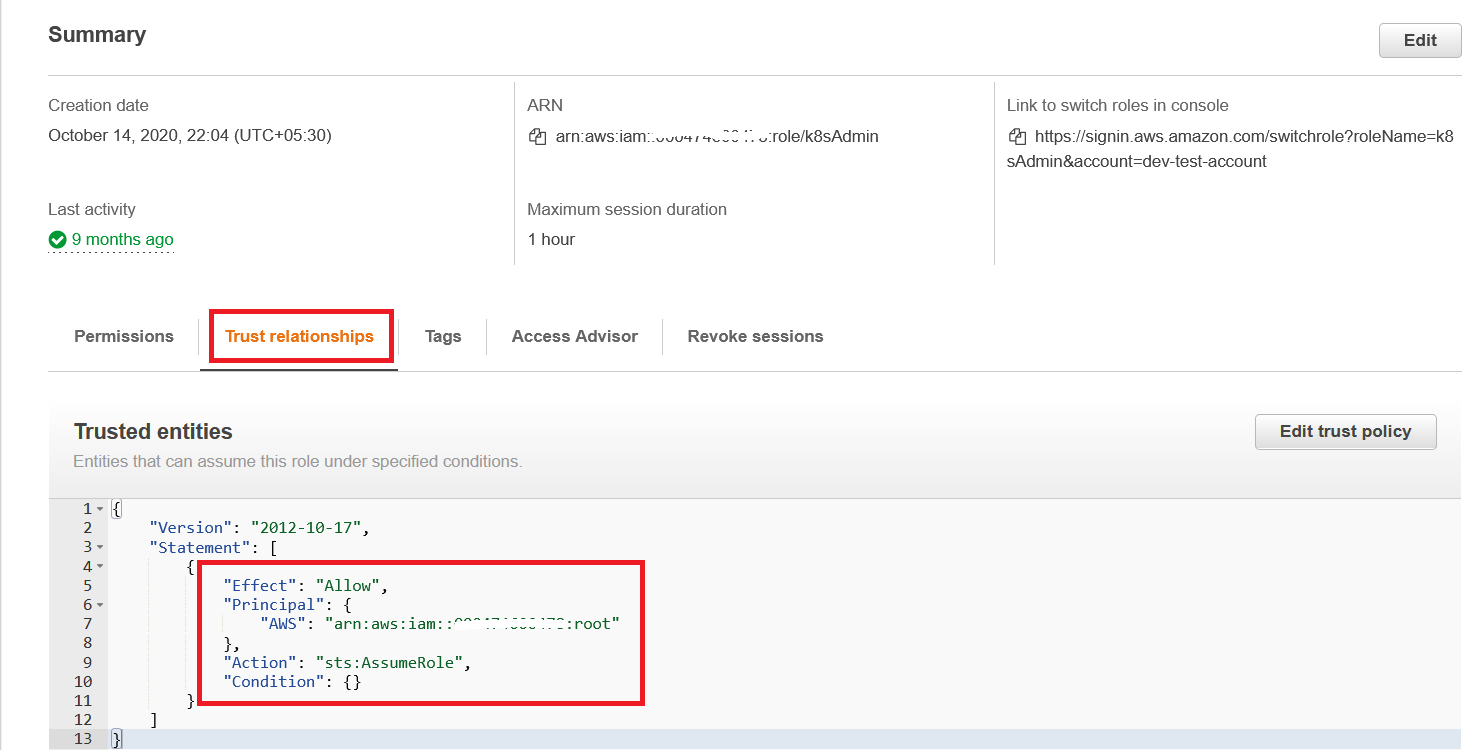 Summary
Edit
Creation date
October 14, 2020, 22:04 (UTC+05:30)
ARN
arn:aws:iam: :role/k8sAdmin
Link to switch roles in console
https://signin.aws.amazon.com/switchrole?roleName=k8
sAdmin&account=dev-test-account
Last activity
9 months ago
Maximum session duration
1 hour
Permissions
Trust relationships
Tags
Access Advisor
Revoke sessions
Trusted entities
Edit trust policy
Entities that can assume this role under specified conditions.
1 {
2 "Version": "2012-10-17",
3 "Statement": [
4 {
5 "Effect": "Allow",
6 "Principal": {
7 "AWS": "arn:aws:iam:: :root"
8 },
9 "Action": "sts:AssumeRole",
10 "Condition": {}
11 }
12 ]
13 }